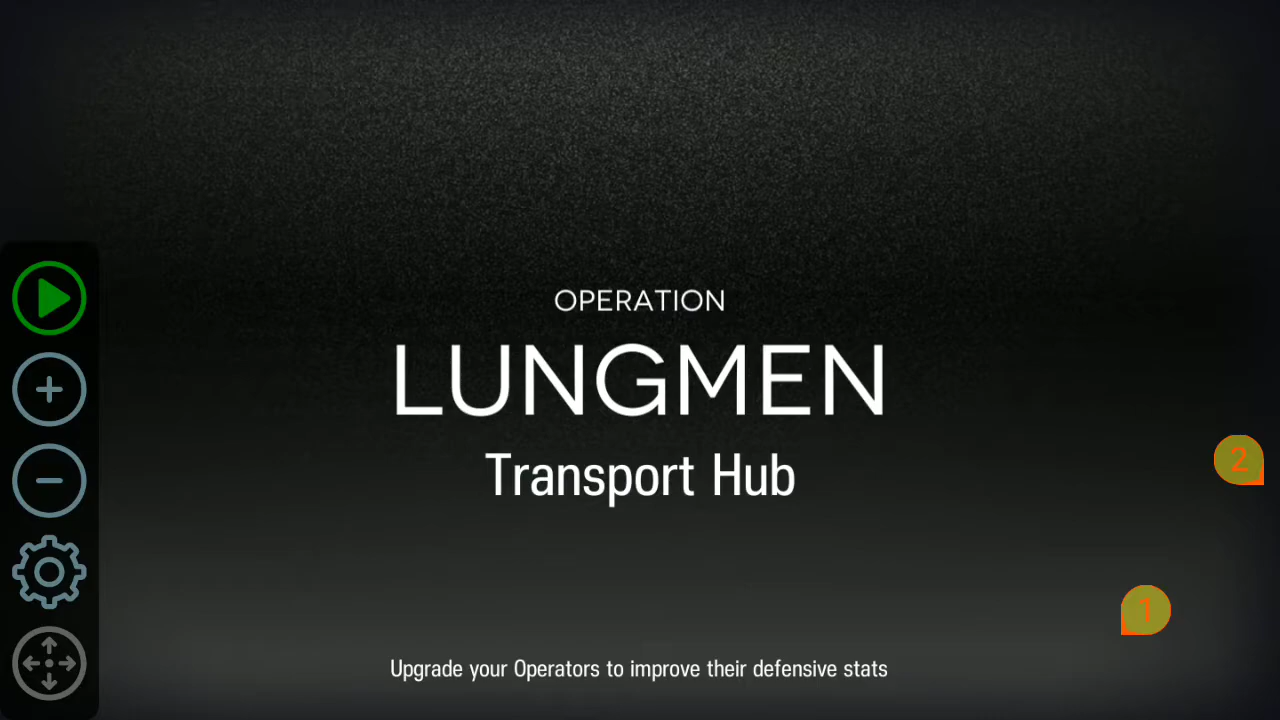 OPERATION
LUNGMEN
Transport Hub
2
1
Upgrade your Operators to improve their defensive stats